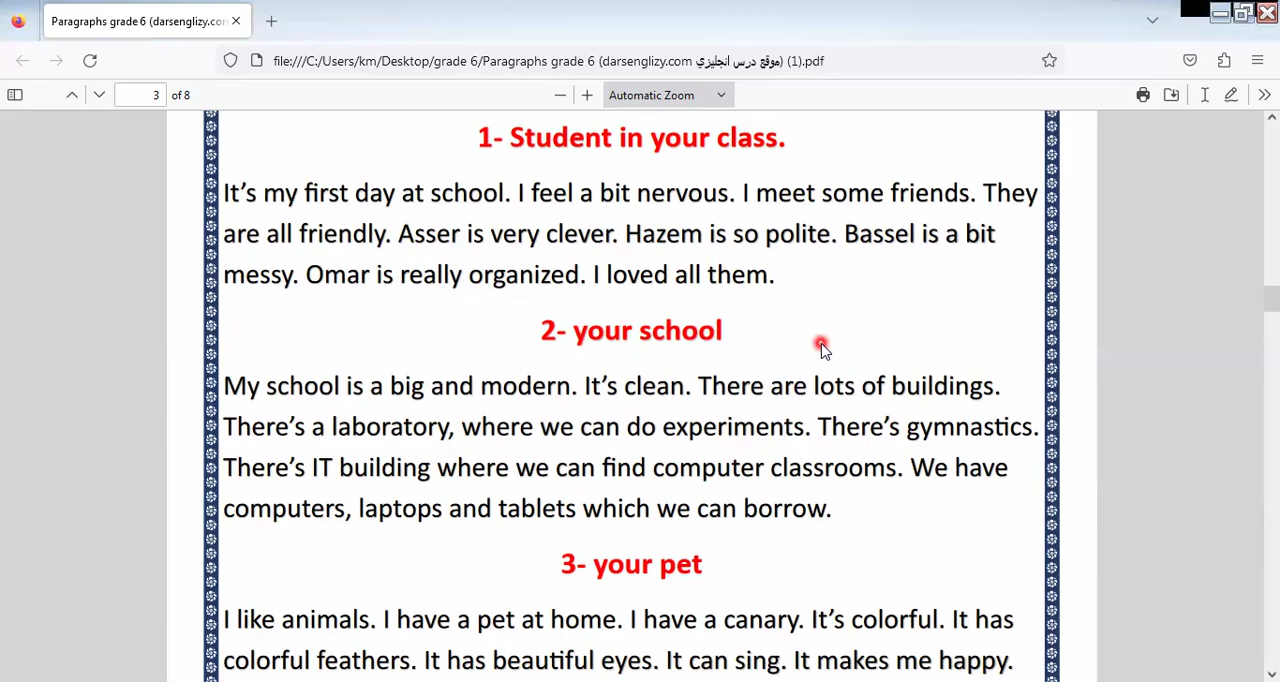 Paragraphs grade 6 (darsenglizy.con
file:///C:/Users/km/Desktop/grade 6/Paragraphs grade 6 (darsenglizy.com موقع درس انجليزي) (1).pdf
3 of 8
Automatic Zoom
1- Student in your class.
It's my first day at school. I feel a bit nervous. I meet some friends. They
are all friendly. Asser is very clever. Hazem is so polite. Bassel is a bit
messy. Omar is really organized. I loved all them.
2- your school
My school is a big and modern. It's clean. There are lots of buildings.
There's a laboratory, where we can do experiments. There's gymnastics.
There's IT building where we can find computer classrooms. We have
computers, laptops and tablets which we can borrow.
3- your pet
I like animals. I have a pet at home. I have a canary. It's colorful. It has
colorful feathers. It has beautiful eyes. It can sing. It makes me happy.